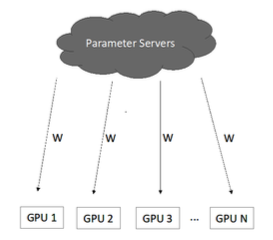 Parameter Servers
W W W W
GPU 1 GPU 2 GPU 3 ... GPU N